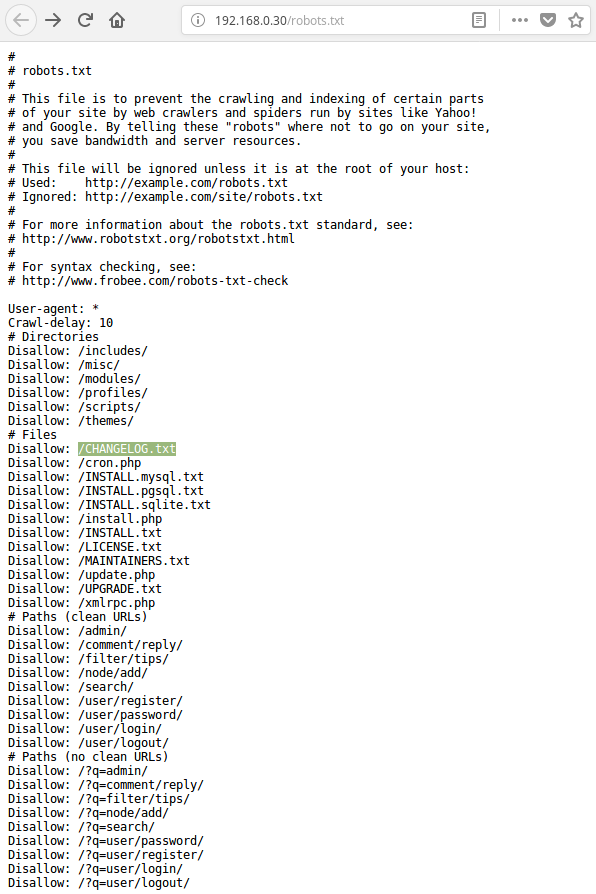 192.168.0.30/robots.txt
#
# robots.txt
#
# This file is to prevent the crawling and indexing of certain parts
# of your site by web crawlers and spiders run by sites like Yahoo!
# and Google. By telling these "robots" where not to go on your site,
# you save bandwidth and server resources.
#
# This file will be ignored unless it is at the root of your host:
# Used:    http://example.com/robots.txt
# Ignored: http://example.com/site/robots.txt
#
# For more information about the robots.txt standard, see:
# http://www.robotstxt.org/robotstxt.html
#
# For syntax checking, see:
# http://www.frobee.com/robots-txt-check

User-agent: *
Crawl-delay: 10
# Directories
Disallow: /includes/
Disallow: /misc/
Disallow: /modules/
Disallow: /profiles/
Disallow: /scripts/
Disallow: /themes/
# Files
Disallow: /CHANGELOG.txt
Disallow: /cron.php
Disallow: /INSTALL.mysql.txt
Disallow: /INSTALL.pgsql.txt
Disallow: /INSTALL.sqlite.txt
Disallow: /install.php
Disallow: /INSTALL.txt
Disallow: /LICENSE.txt
Disallow: /MAINTAINERS.txt
Disallow: /update.php
Disallow: /UPGRADE.txt
Disallow: /xmlrpc.php
# Paths (clean URLs)
Disallow: /admin/
Disallow: /comment/reply/
Disallow: /filter/tips/
Disallow: /node/add/
Disallow: /search/
Disallow: /user/register/
Disallow: /user/password/
Disallow: /user/login/
Disallow: /user/logout/
# Paths (no clean URLs)
Disallow: /?q=admin/
Disallow: /?q=comment/reply/
Disallow: /?q=filter/tips/
Disallow: /?q=node/add/
Disallow: /?q=search/
Disallow: /?q=user/password/
Disallow: /?q=user/register/
Disallow: /?q=user/login/
Disallow: /?q=user/logout/